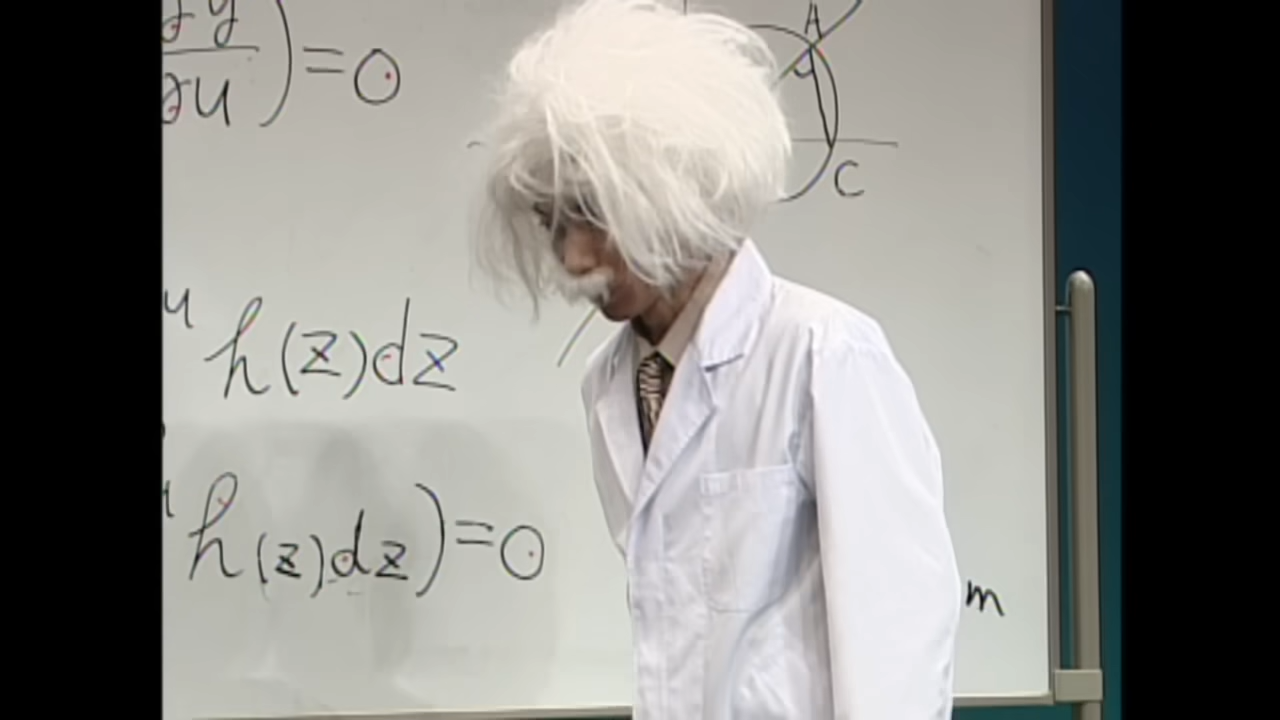 ∂y/∂u)=0
A
C
u h(z)dz
h(z)dz)=0
m